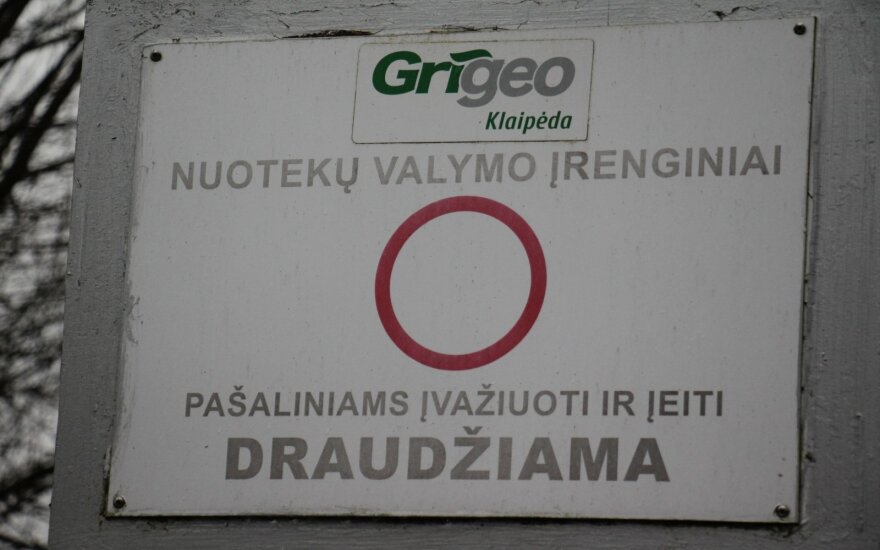 Grigeo
Klaipėda
NUOTEKŲ VALYMO ĮRENGINIAI
PAŠALINIAMS ĮVAŽIUOTI IR ĮEITI
DRAUDŽIAMA